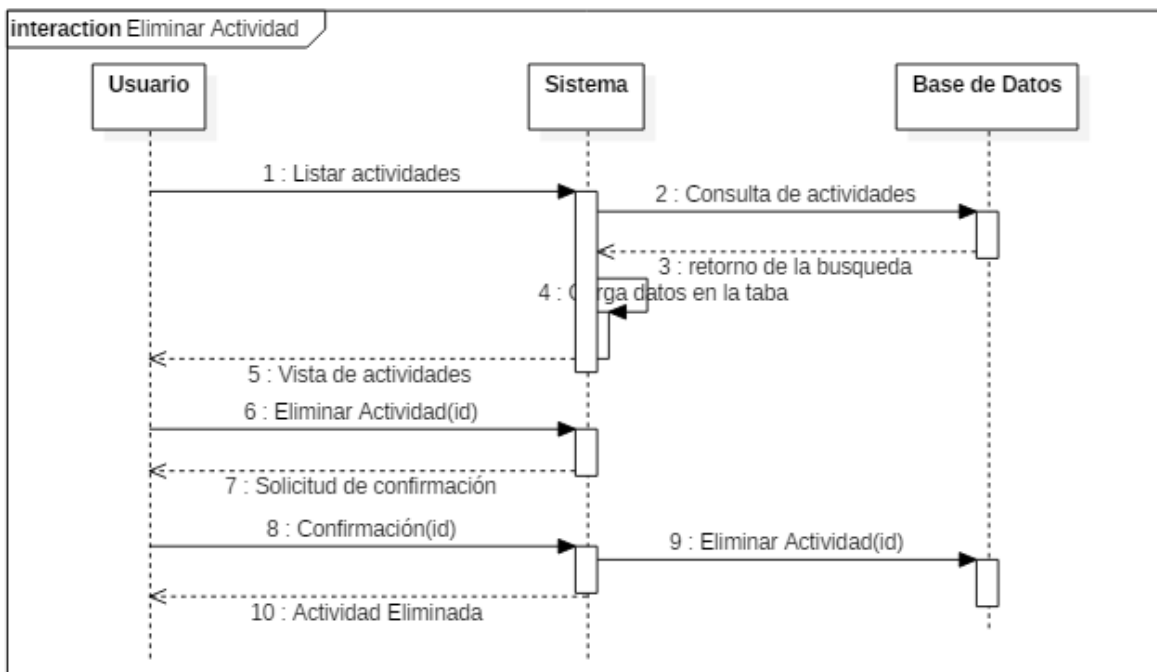 interaction Eliminar Actividad
Usuario
Sistema
Base de Datos
1 : Listar actividades
2 : Consulta de actividades
3 : retorno de la busqueda
4 : Carga datos en la taba
5 : Vista de actividades
6 : Eliminar Actividad(id)
7 : Solicitud de confirmación
8 : Confirmación(id)
9 : Eliminar Actividad(id)
10 : Actividad Eliminada